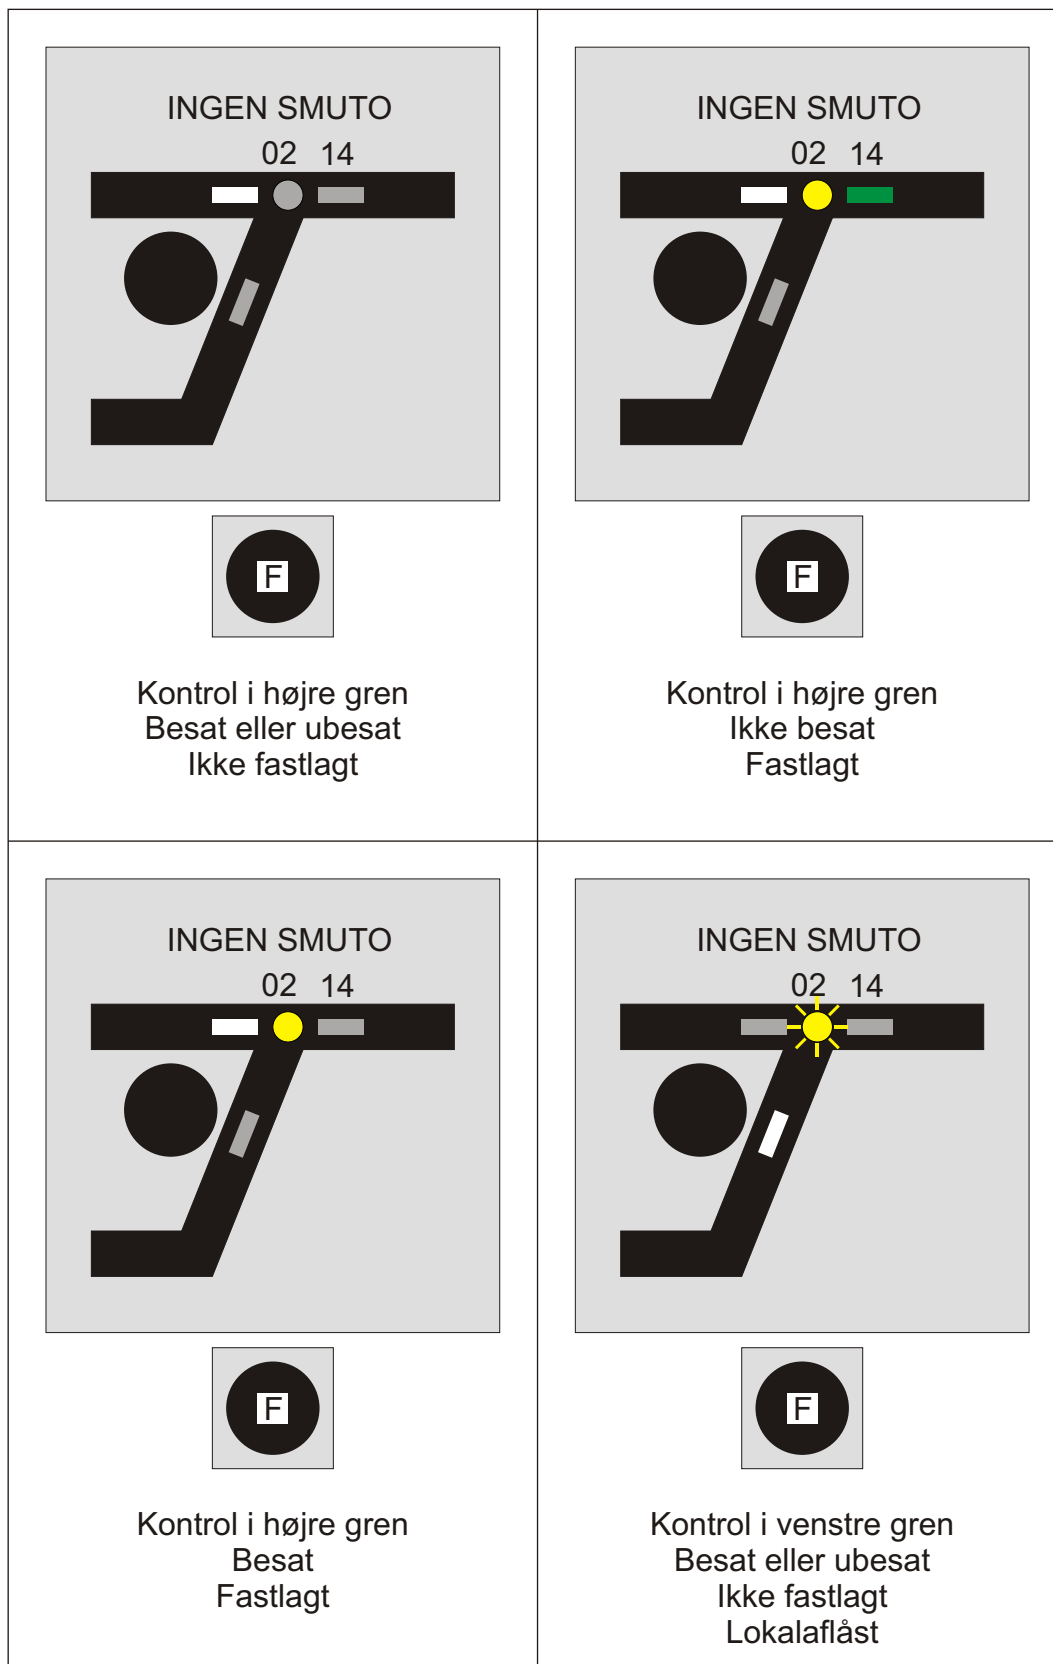 INGEN SMUTO
02 14
F
Kontrol i højre gren
Besat eller ubesat
Ikke fastlagt
INGEN SMUTO
02 14
F
Kontrol i højre gren
Ikke besat
Fastlagt
INGEN SMUTO
02 14
F
Kontrol i højre gren
Besat
Fastlagt
INGEN SMUTO
02 14
F
Kontrol i venstre gren
Besat eller ubesat
Ikke fastlagt
Lokalaflåst